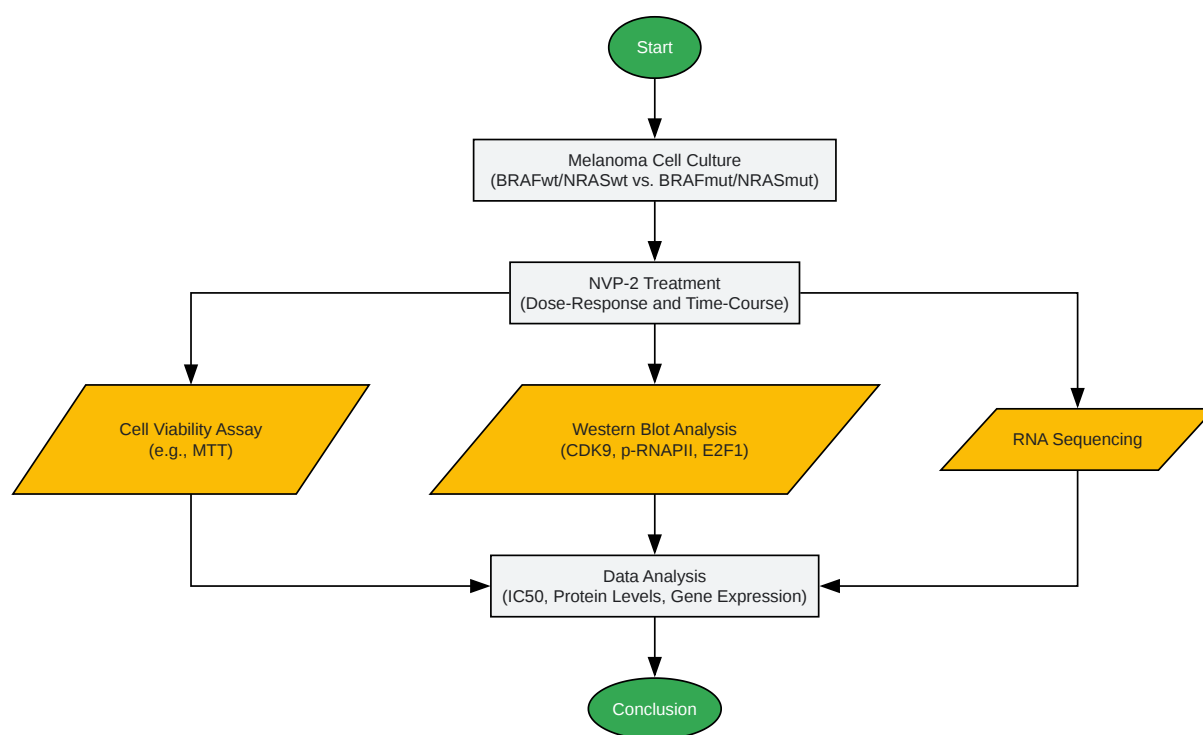 Start
Melanoma Cell Culture
(BRAFwt/NRASwt vs. BRAFmut/NRASmut)
NVP-2 Treatment
(Dose-Response and Time-Course)
Cell Viability Assay
(e.g., MTT)
Western Blot Analysis
(CDK9, p-RNAPII, E2F1)
RNA Sequencing
Data Analysis
(IC50, Protein Levels, Gene Expression)
Conclusion